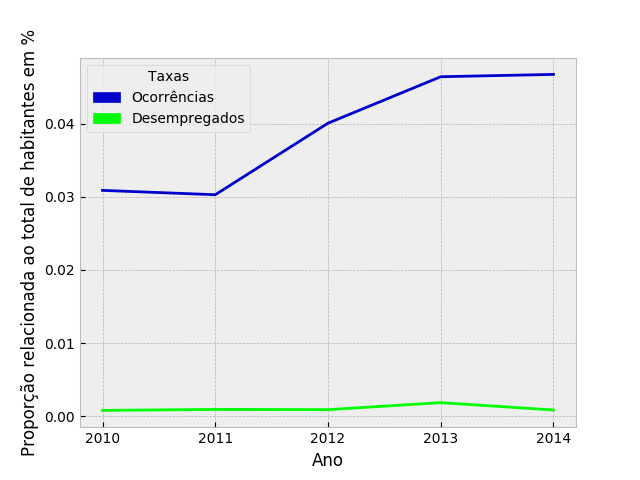 Proporção relacionada ao total de habitantes em %
Taxas
Ocorrências
Desempregados
0.04
0.03
0.02
0.01
0.00
2010 2011 2012 2013 2014
Ano